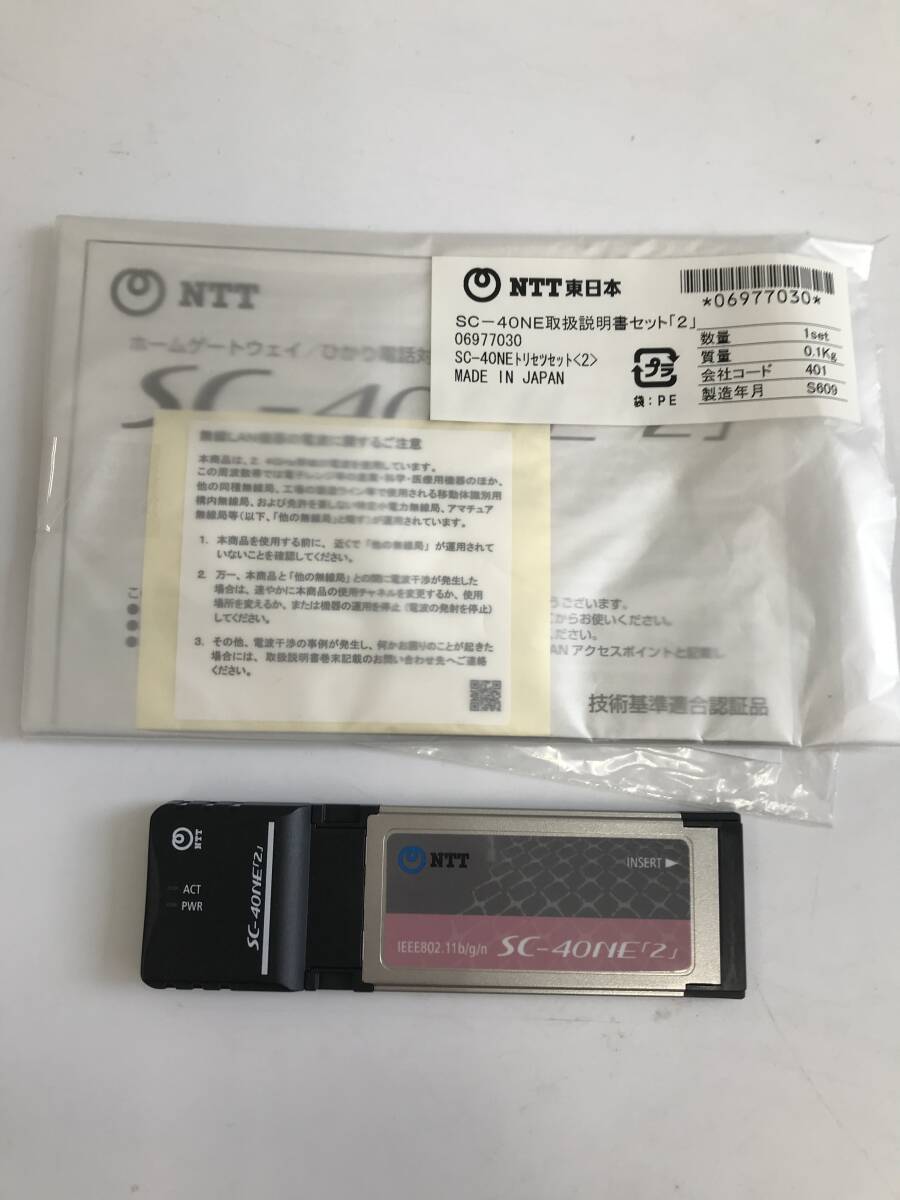 NTT
ホームゲートウェイ/ひかり電話対
SC-40
2」
NTT東日本
*06977030*
SC-40NE取扱説明書セット「2」
06977030
SC-40NEトリセツセット<2>
MADE IN JAPAN
プラ
袋:PE
数量 1set
質量 0.1Kg
会社コード 401
製造年月 S609
無線LAN機器の電波に関するご注意
本商品は、2.4GHz帯域の電波を使用しています。
この周波数帯では電子レンジ等の産業・科学・医療用機器のほか、
他の同種無線局、工場の製造ライン等で使用される移動体識別用
構内無線局、および免許を要しない特定小電力無線局、アマチュア
無線局等(以下、「他の無線局」と略す)が運用されています。
1. 本商品を使用する前に、近くで「他の無線局」が運用されて
いないことを確認してください。
2. 万一、本商品と「他の無線局」との間に電波干渉が発生した
場合は、速やかに本商品の使用チャネルを変更するか、使用
場所を変えるか、または機器の運用を停止(電波の発射を停止)
してください。
3. その他、電波干渉の事例が発生し、何かお困りのことが起きた
場合には、取扱説明書巻末記載のお問い合わせ先へご連絡
ください。
うございます。
からお使いください。
ださい。
ANアクセスポイントと記載し
技術基準適合認証品
NTT
ACT
PWR
SC-40NE「2」
NTT
INSERT
IEEE802.11b/g/n SC-40NE「2」